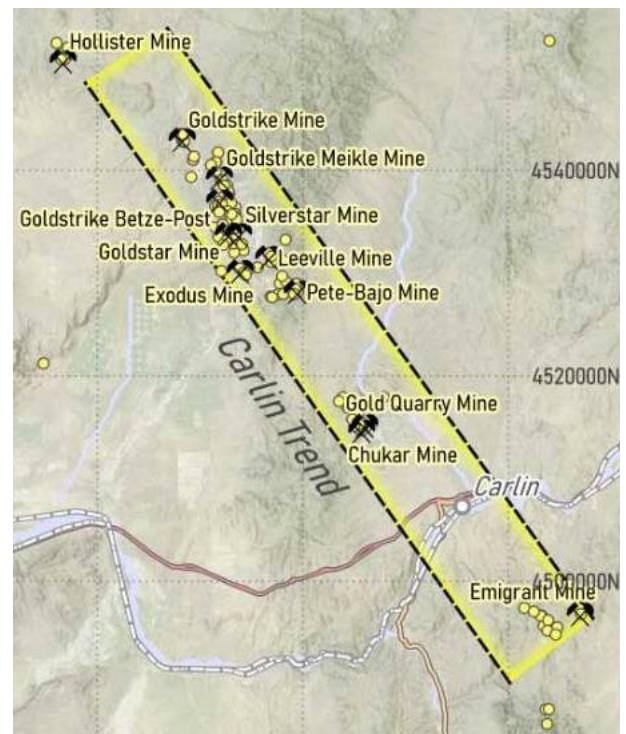 Hollister Mine
Goldstrike Mine
Goldstrike Meikle Mine
4540000N
Goldstrike Betze-Post
Silverstar Mine
Goldstar Mine
Leeville Mine
Exodus Mine
Pete-Bajo Mine
Carlin Trend
4520000N
Gold Quarry Mine
Chukar Mine
Carlin
4500000N
Emigrant Mine